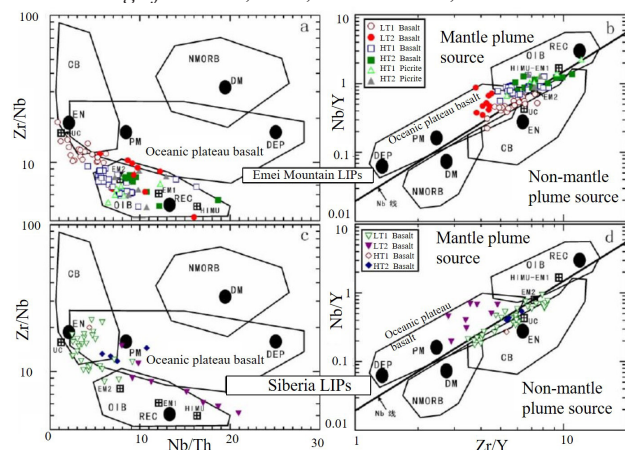 a
100
10
Zr/Nb
CB
NMORB
DM
EN
UC
PM
DEP
Oceanic plateau basalt
EM2
EM1
REC
OIB
HIMU
b
LT1 Basalt
LT2 Basalt
HT1 Basalt
HT2 Basalt
HT1 Picrite
HT2 Picrite
10
1
0.1
0.01
Nb/Y
Mantle plume
source
REC
OIB
HIMU-EM1
EM2
UC
EN
Oceanic plateau basalt
PM
DEP
DM
CB
NMORB
Nb 线
Non-mantle
plume source
Emei Mountain LIPs
c
100
10
Zr/Nb
CB
NMORB
DM
EN
UC
PM
DEP
Oceanic plateau basalt
EM2
EM1
OIB
REC
HIMU
0
10
20
30
Nb/Th
d
LT1 Basalt
LT2 Basalt
HT1 Basalt
HT2 Basalt
10
1
0.1
0.01
Nb/Y
Mantle plume
source
REC
OIB
HIMU-EM1
EM2
UC
EN
Oceanic plateau
basalt
PM
DEP
DM
CB
NMORB
Nb 线
Non-mantle
plume source
1
10
Zr/Y
Siberia LIPs